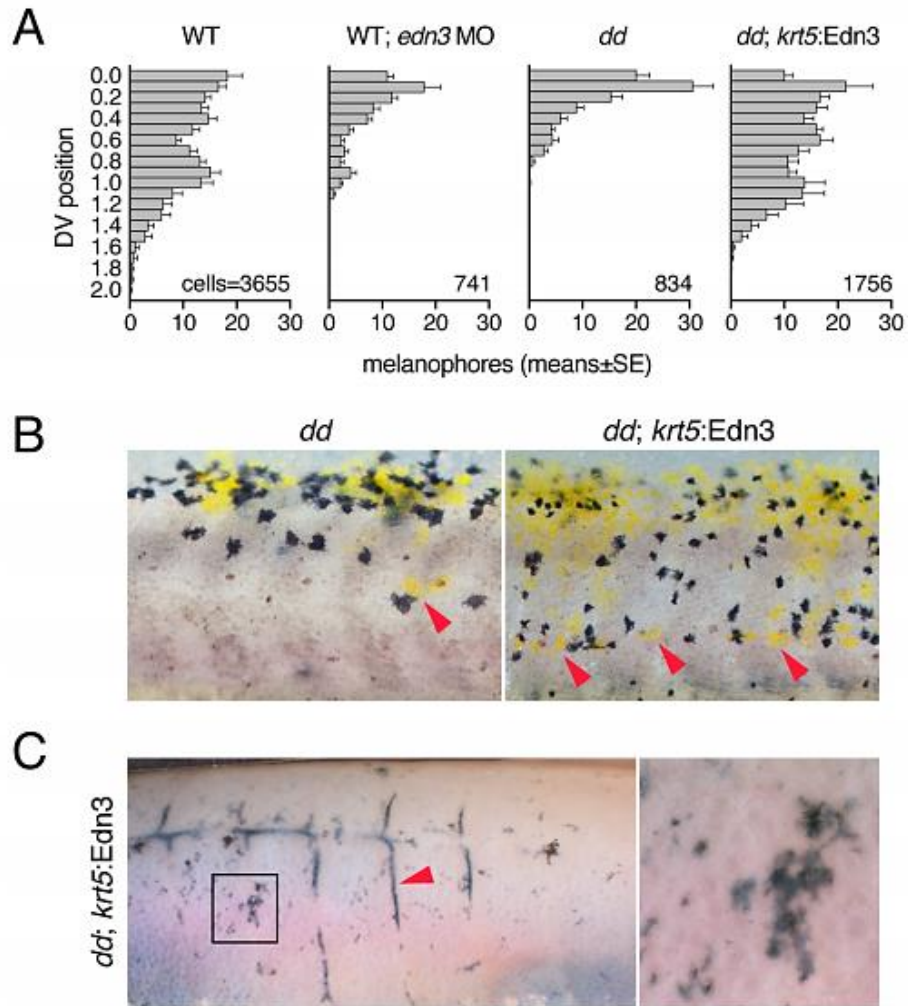 A
WT
WT; edn3 MO
dd
dd; krt5:Edn3
0.0
0.2
0.4
0.6
0.8
1.0
1.2
1.4
1.6
1.8
2.0
DV position
cells=3655
741
834
1756
0 10 20 30
0 10 20 30
0 10 20 30
0 10 20 30
melanophores (means±SE)
B
dd
dd; krt5:Edn3
C
dd; krt5:Edn3